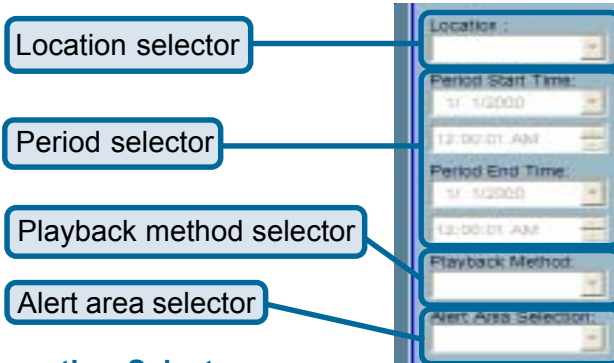 Location selector
Location :
Period selector
Period Start Time:
1/ 1/2000
12:00:01 AM
Period End Time:
1/ 1/2000
12:00:01 AM
Playback method selector
Playback Method:
Alert area selector
Alert Area Selection: